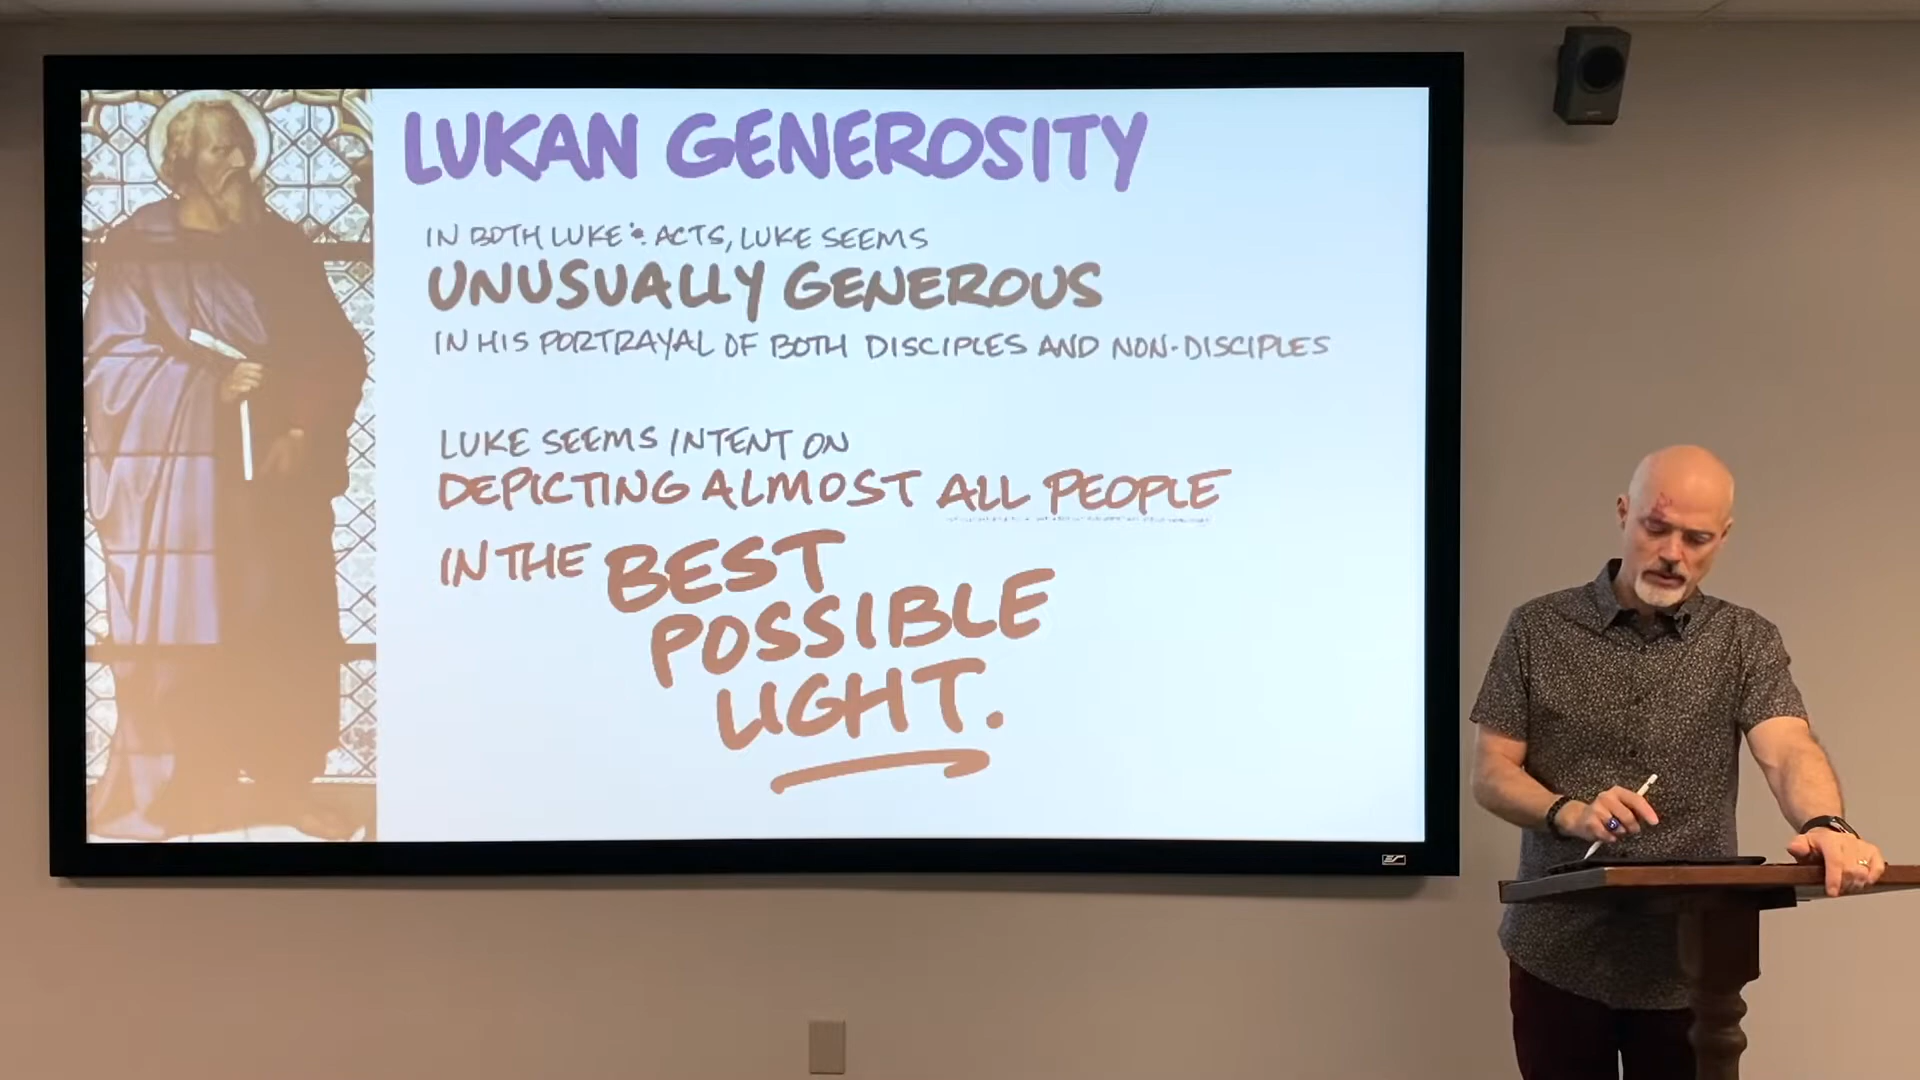 LUKAN GENEROSITY
IN BOTH LUKE & ACTS, LUKE SEEMS
UNUSUALLY GENEROUS
IN HIS PORTRAYAL OF BOTH DISCIPLES AND NON-DISCIPLES
LUKE SEEMS INTENT ON
DEPICTING ALMOST ALL PEOPLE
IN THE BEST
POSSIBLE
LIGHT.